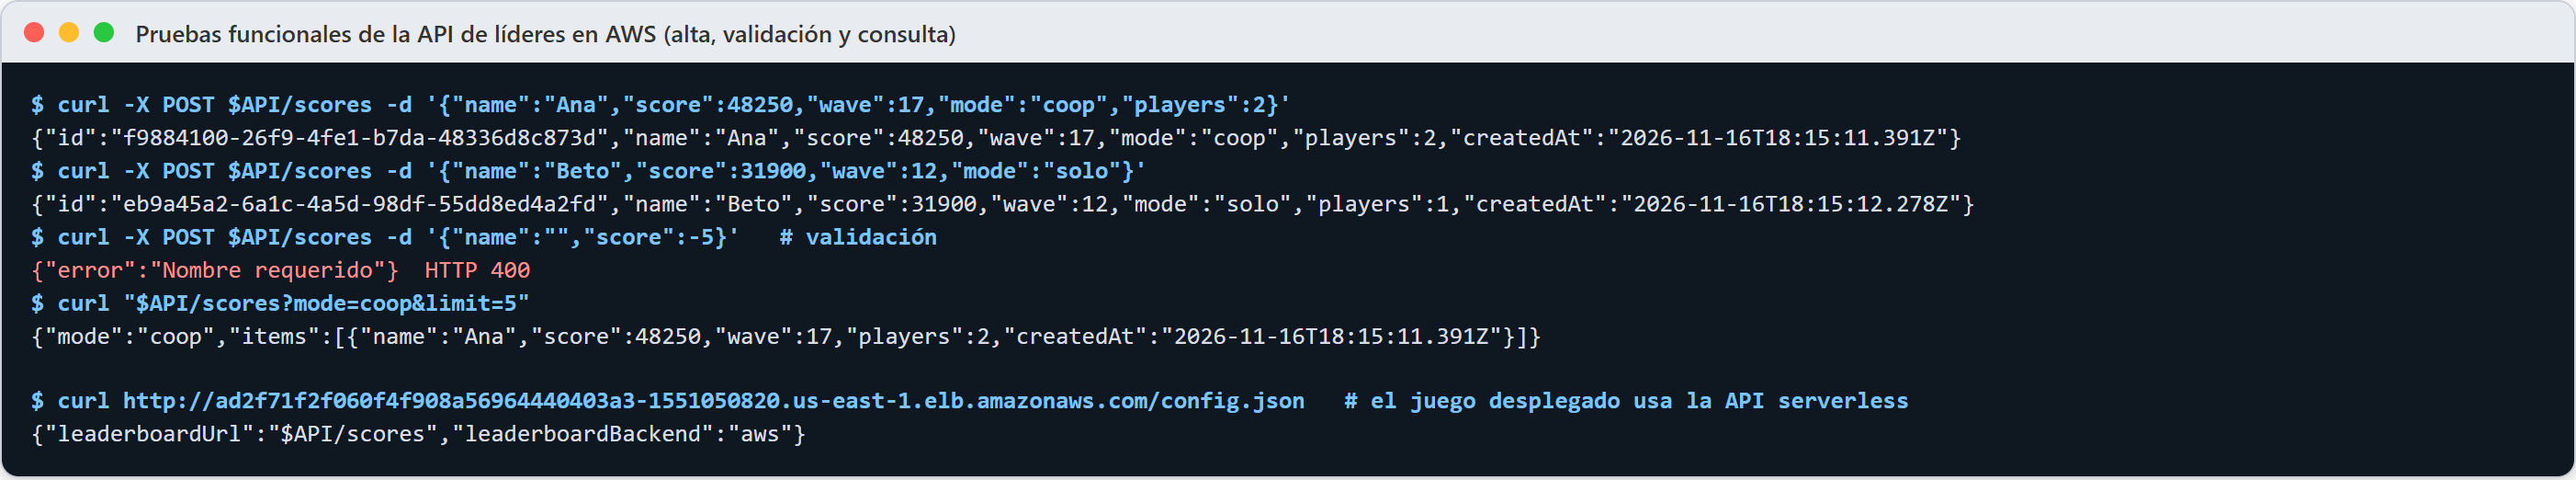 Pruebas funcionales de la API de líderes en AWS (alta, validación y consulta)
$ curl -X POST $API/scores -d '{"name":"Ana","score":48250,"wave":17,"mode":"coop","players":2}'
{"id":"f9884100-26f9-4fe1-b7da-48336d8c873d","name":"Ana","score":48250,"wave":17,"mode":"coop","players":2,"createdAt":"2026-11-16T18:15:11.391Z"}
$ curl -X POST $API/scores -d '{"name":"Beto","score":31900,"wave":12,"mode":"solo"}'
{"id":"eb9a45a2-6a1c-4a5d-98df-55dd8ed4a2fd","name":"Beto","score":31900,"wave":12,"mode":"solo","players":1,"createdAt":"2026-11-16T18:15:12.278Z"}
$ curl -X POST $API/scores -d '{"name":"","score":-5}'   # validación
{"error":"Nombre requerido"}  HTTP 400
$ curl "$API/scores?mode=coop&limit=5"
{"mode":"coop","items":[{"name":"Ana","score":48250,"wave":17,"players":2,"createdAt":"2026-11-16T18:15:11.391Z"}]}
$ curl http://ad2f71f2f060f4f908a56964440403a3-1551050820.us-east-1.elb.amazonaws.com/config.json   # el juego desplegado usa la API serverless
{"leaderboardUrl":"$API/scores","leaderboardBackend":"aws"}